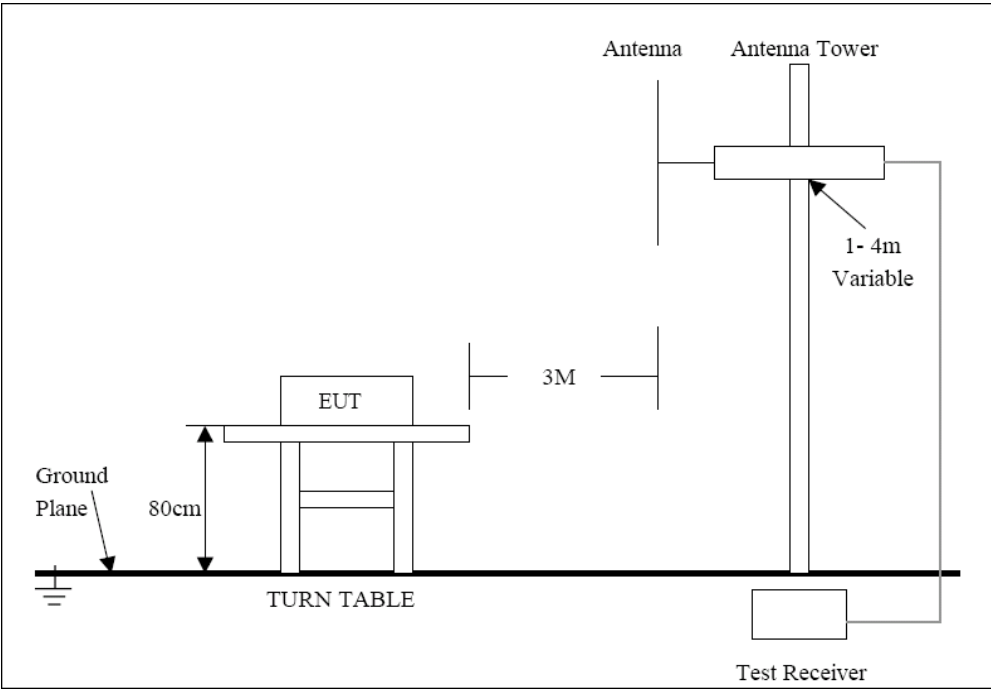 Antenna
Antenna Tower
1- 4m
Variable
3M
EUT
Ground
Plane
80cm
TURN TABLE
Test Receiver